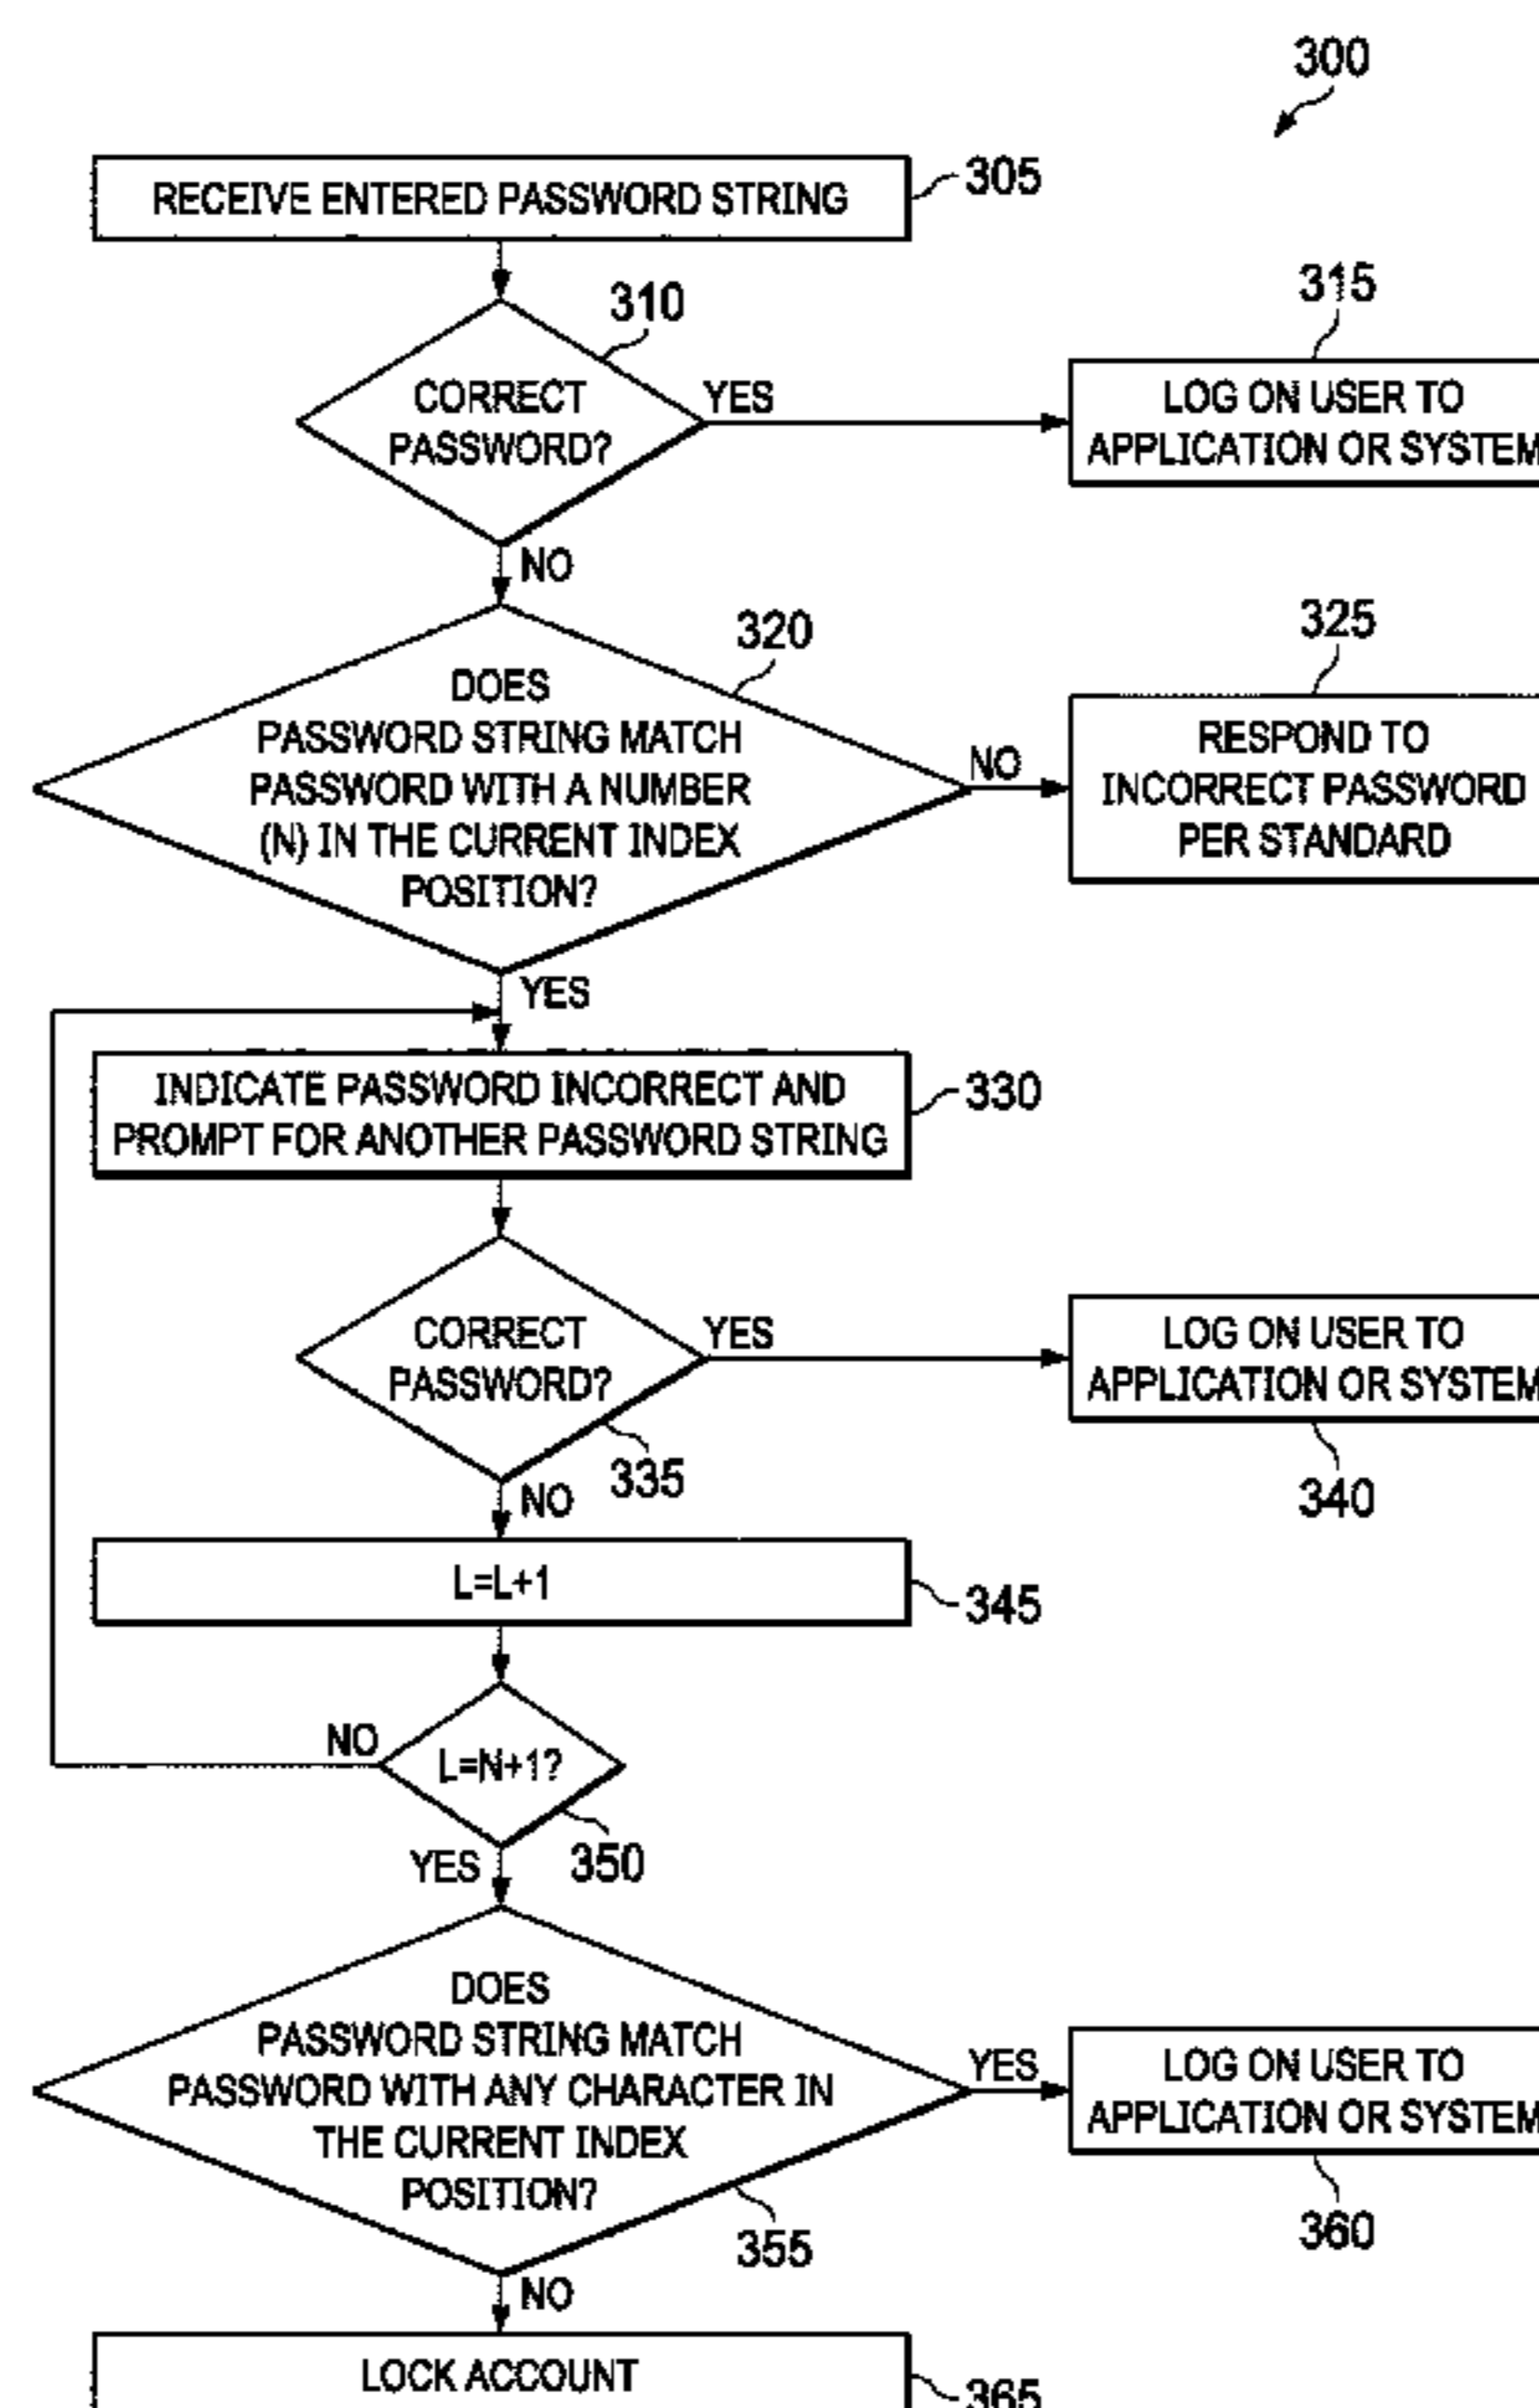 300
RECEIVE ENTERED PASSWORD STRING
305
310
CORRECT
PASSWORD?
YES
315
LOG ON USER TO
APPLICATION OR SYSTEM
NO
320
DOES
PASSWORD STRING MATCH
PASSWORD WITH A NUMBER
(N) IN THE CURRENT INDEX
POSITION?
NO
325
RESPOND TO
INCORRECT PASSWORD
PER STANDARD
YES
INDICATE PASSWORD INCORRECT AND
PROMPT FOR ANOTHER PASSWORD STRING
330
CORRECT
PASSWORD?
335
YES
LOG ON USER TO
APPLICATION OR SYSTEM
340
NO
L=L+1
345
NO
L=N+1?
350
YES
DOES
PASSWORD STRING MATCH
PASSWORD WITH ANY CHARACTER IN
THE CURRENT INDEX
POSITION?
355
YES
LOG ON USER TO
APPLICATION OR SYSTEM
360
NO
LOCK ACCOUNT
365